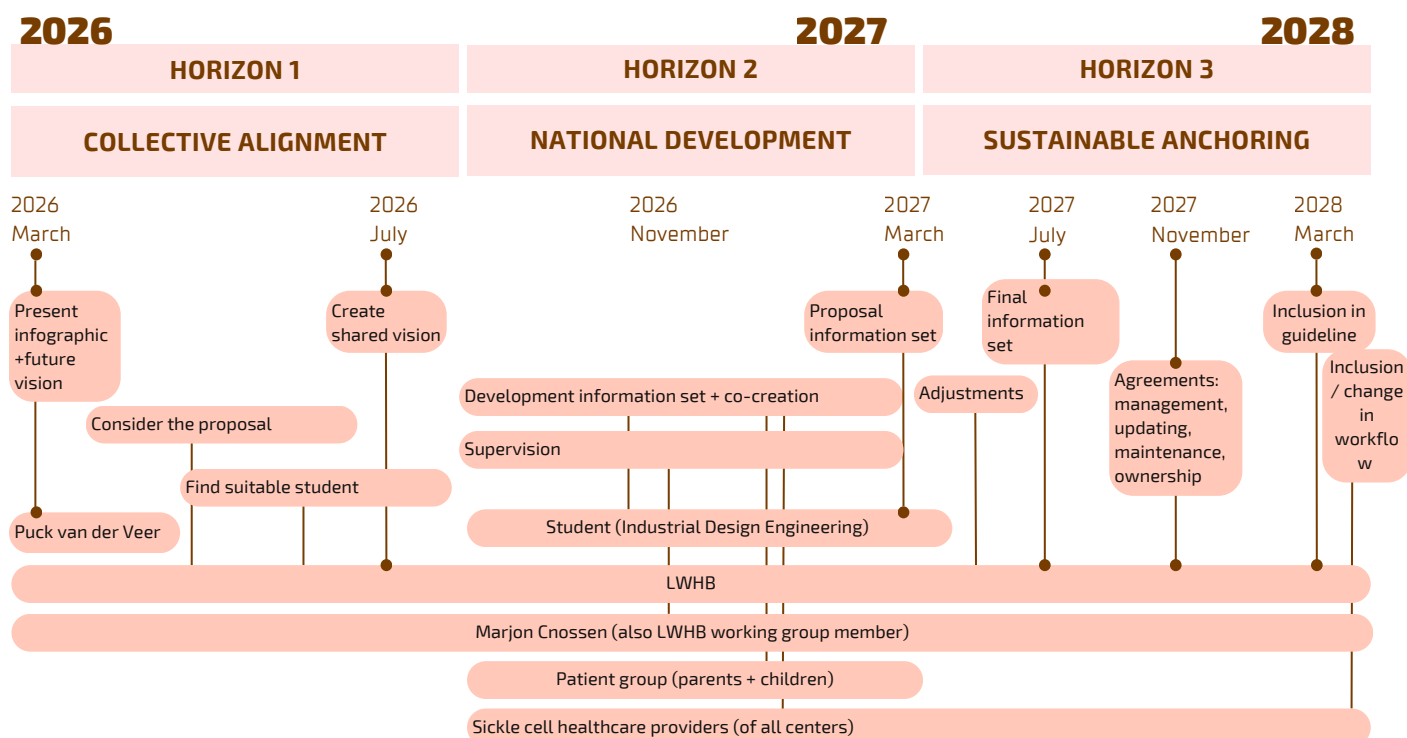 2026
2027
2028
HORIZON 1
HORIZON 2
HORIZON 3
COLLECTIVE ALIGNMENT
NATIONAL DEVELOPMENT
SUSTAINABLE ANCHORING
2026
March
2026
July
2026
November
2027
March
2027
July
2027
November
2028
March
Present
infographic
+future
vision
Create
shared vision
Proposal
information set
Final
information
set
Inclusion in
guideline
Agreements:
management,
updating,
maintenance,
ownership
Inclusion
/ change
in
workflo
w
Development information set + co-creation
Adjustments
Consider the proposal
Supervision
Find suitable student
Puck van der Veer
Student (Industrial Design Engineering)
LWHB
Marjon Cnossen (also LWHB working group member)
Patient group (parents + children)
Sickle cell healthcare providers (of all centers)